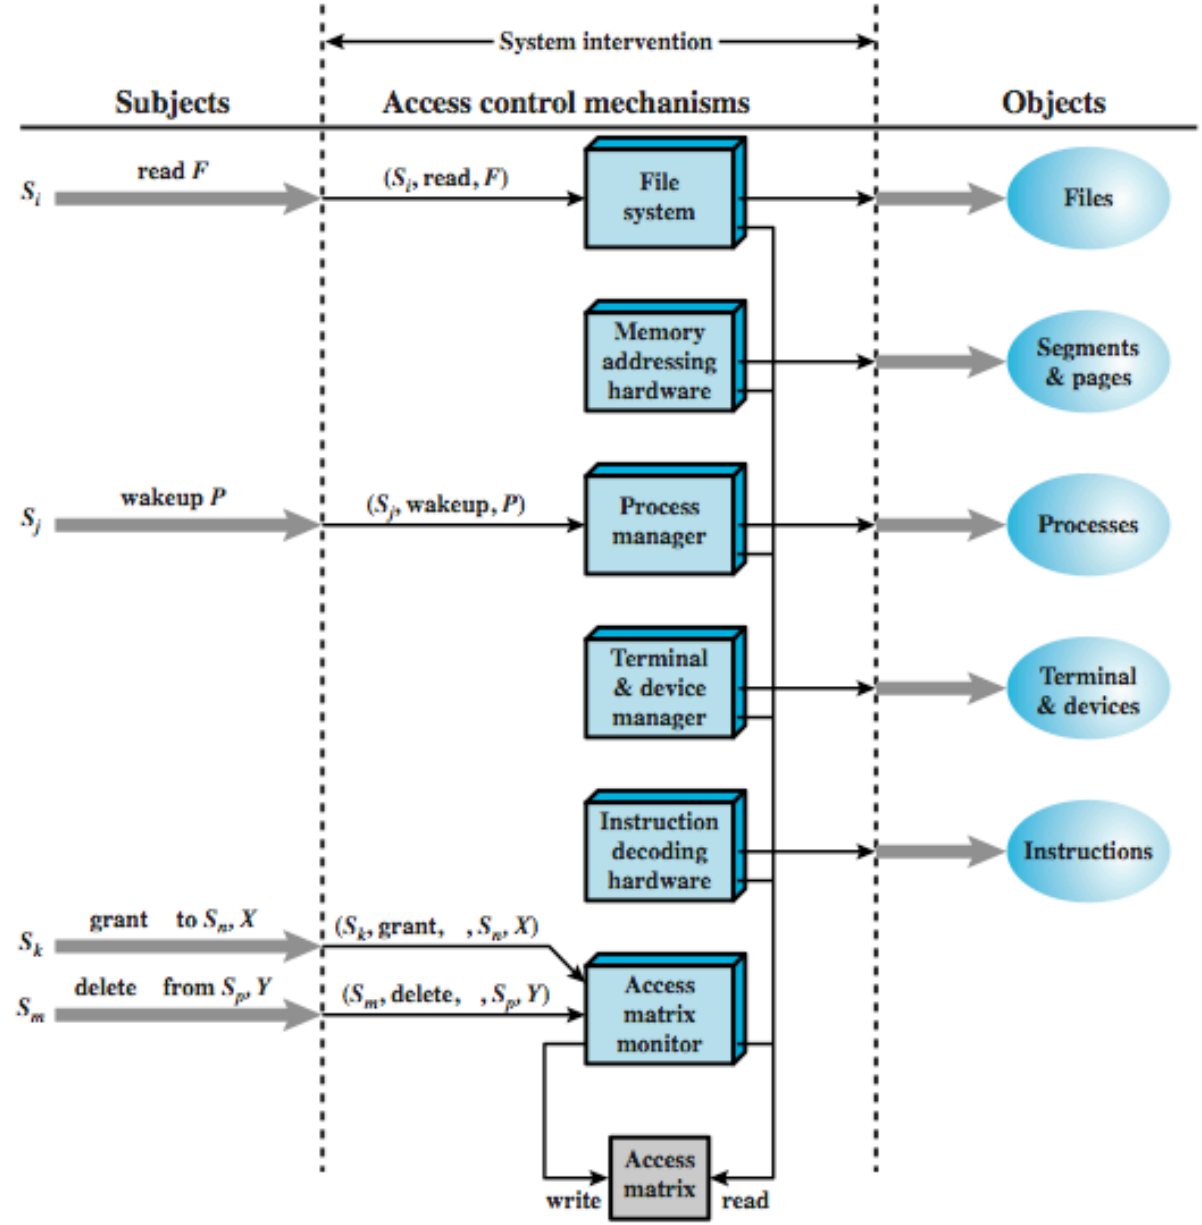 System intervention
Subjects
Access control mechanisms
Objects
read F
Si
(Si, read, F)
File
system
Files
Memory
addressing
hardware
Segments
& pages
wakeup P
Sj
(Sj, wakeup, P)
Process
manager
Processes
Terminal
& device
manager
Terminal
& devices
Instruction
decoding
hardware
Instructions
grant to Sn, X
Sk
(Sk, grant, , Sn, X)
delete from Sp, Y
Sm
(Sm, delete, , Sp, Y)
Access
matrix
monitor
Access
matrix
write
read